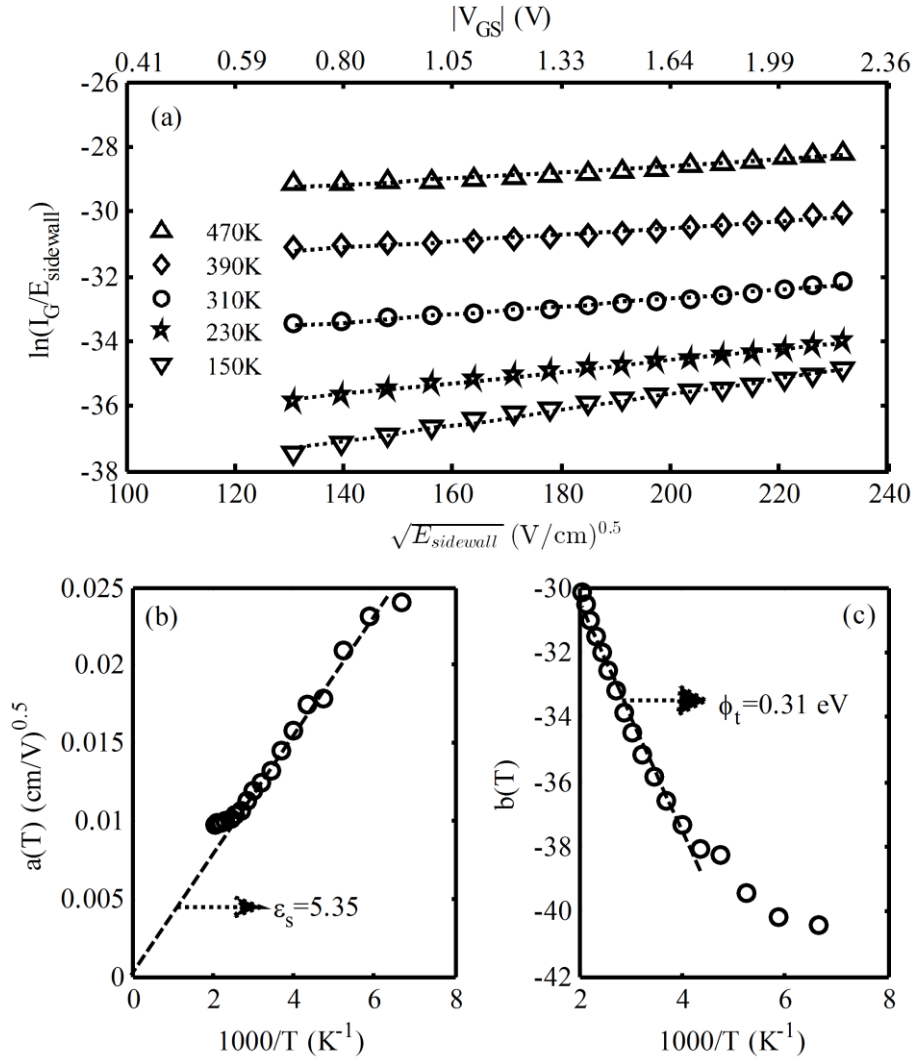 |V_GS| (V)
0.41 0.59 0.80 1.05 1.33 1.64 1.99 2.36
(a)
-26
-28
-30
-32
-34
-36
-38
ln(I_G/E_sidewall)
470K
390K
310K
230K
150K
100 120 140 160 180 200 220 240
√E_sidewall (V/cm)^0.5
(b)
0.025
0.02
0.015
0.01
0.005
0
a(T) (cm/V)^0.5
ε_s=5.35
0 2 4 6 8
1000/T (K^-1)
(c)
-30
-32
-34
-36
-38
-40
-42
b(T)
ϕ_t=0.31 eV
2 4 6 8
1000/T (K^-1)